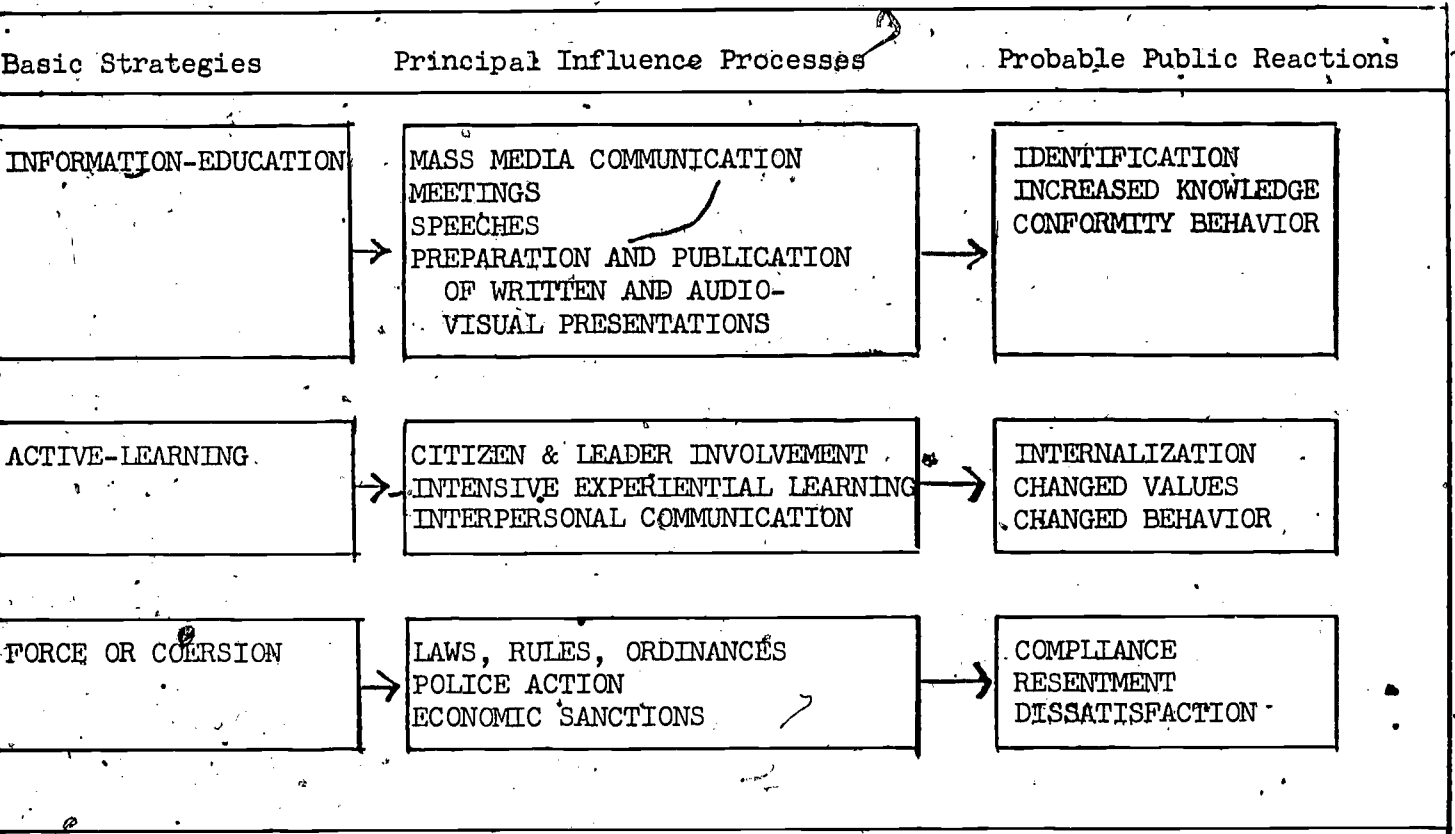 Basic Strategies Principal Influence Processes Probable Public Reactions
INFORMATION-EDUCATION
MASS MEDIA COMMUNICATION
MEETINGS
SPEECHES
PREPARATION AND PUBLICATION
OF WRITTEN AND AUDIO-
VISUAL PRESENTATIONS
IDENTIFICATION
INCREASED KNOWLEDGE
CONFORMITY BEHAVIOR
ACTIVE-LEARNING
CITIZEN & LEADER INVOLVEMENT
INTENSIVE EXPERIENTIAL LEARNING
INTERPERSONAL COMMUNICATION
INTERNALIZATION
CHANGED VALUES
CHANGED BEHAVIOR
FORCE OR COERSION
LAWS, RULES, ORDINANCES
POLICE ACTION
ECONOMIC SANCTIONS
COMPLIANCE
RESENTMENT
DISSATISFACTION